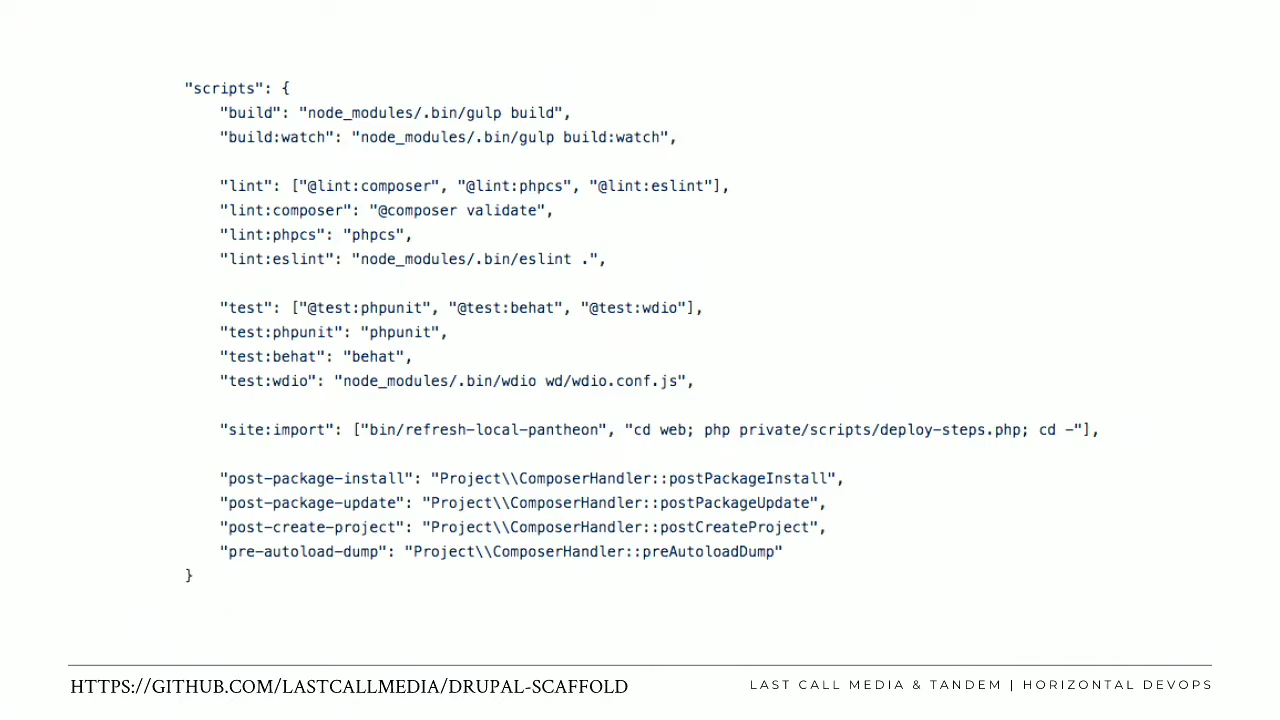 "scripts": {
"build": "node_modules/.bin/gulp build",
"build:watch": "node_modules/.bin/gulp build:watch",
"lint": ["@lint:composer", "@lint:phpcs", "@lint:eslint"],
"lint:composer": "@composer validate",
"lint:phpcs": "phpcs",
"lint:eslint": "node_modules/.bin/eslint .",
"test": ["@test:phpunit", "@test:behat", "@test:wdio"],
"test:phpunit": "phpunit",
"test:behat": "behat",
"test:wdio": "node_modules/.bin/wdio wd/wdio.conf.js",
"site:import": ["bin/refresh-local-pantheon", "cd web; php private/scripts/deploy-steps.php; cd -"],
"post-package-install": "Project\\ComposerHandler::postPackageInstall",
"post-package-update": "Project\\ComposerHandler::postPackageUpdate",
"post-create-project": "Project\\ComposerHandler::postCreateProject",
"pre-autoload-dump": "Project\\ComposerHandler::preAutoloadDump"
}
HTTPS://GITHUB.COM/LASTCALLMEDIA/DRUPAL-SCAFFOLD
LAST CALL MEDIA & TANDEM | HORIZONTAL DEVOPS